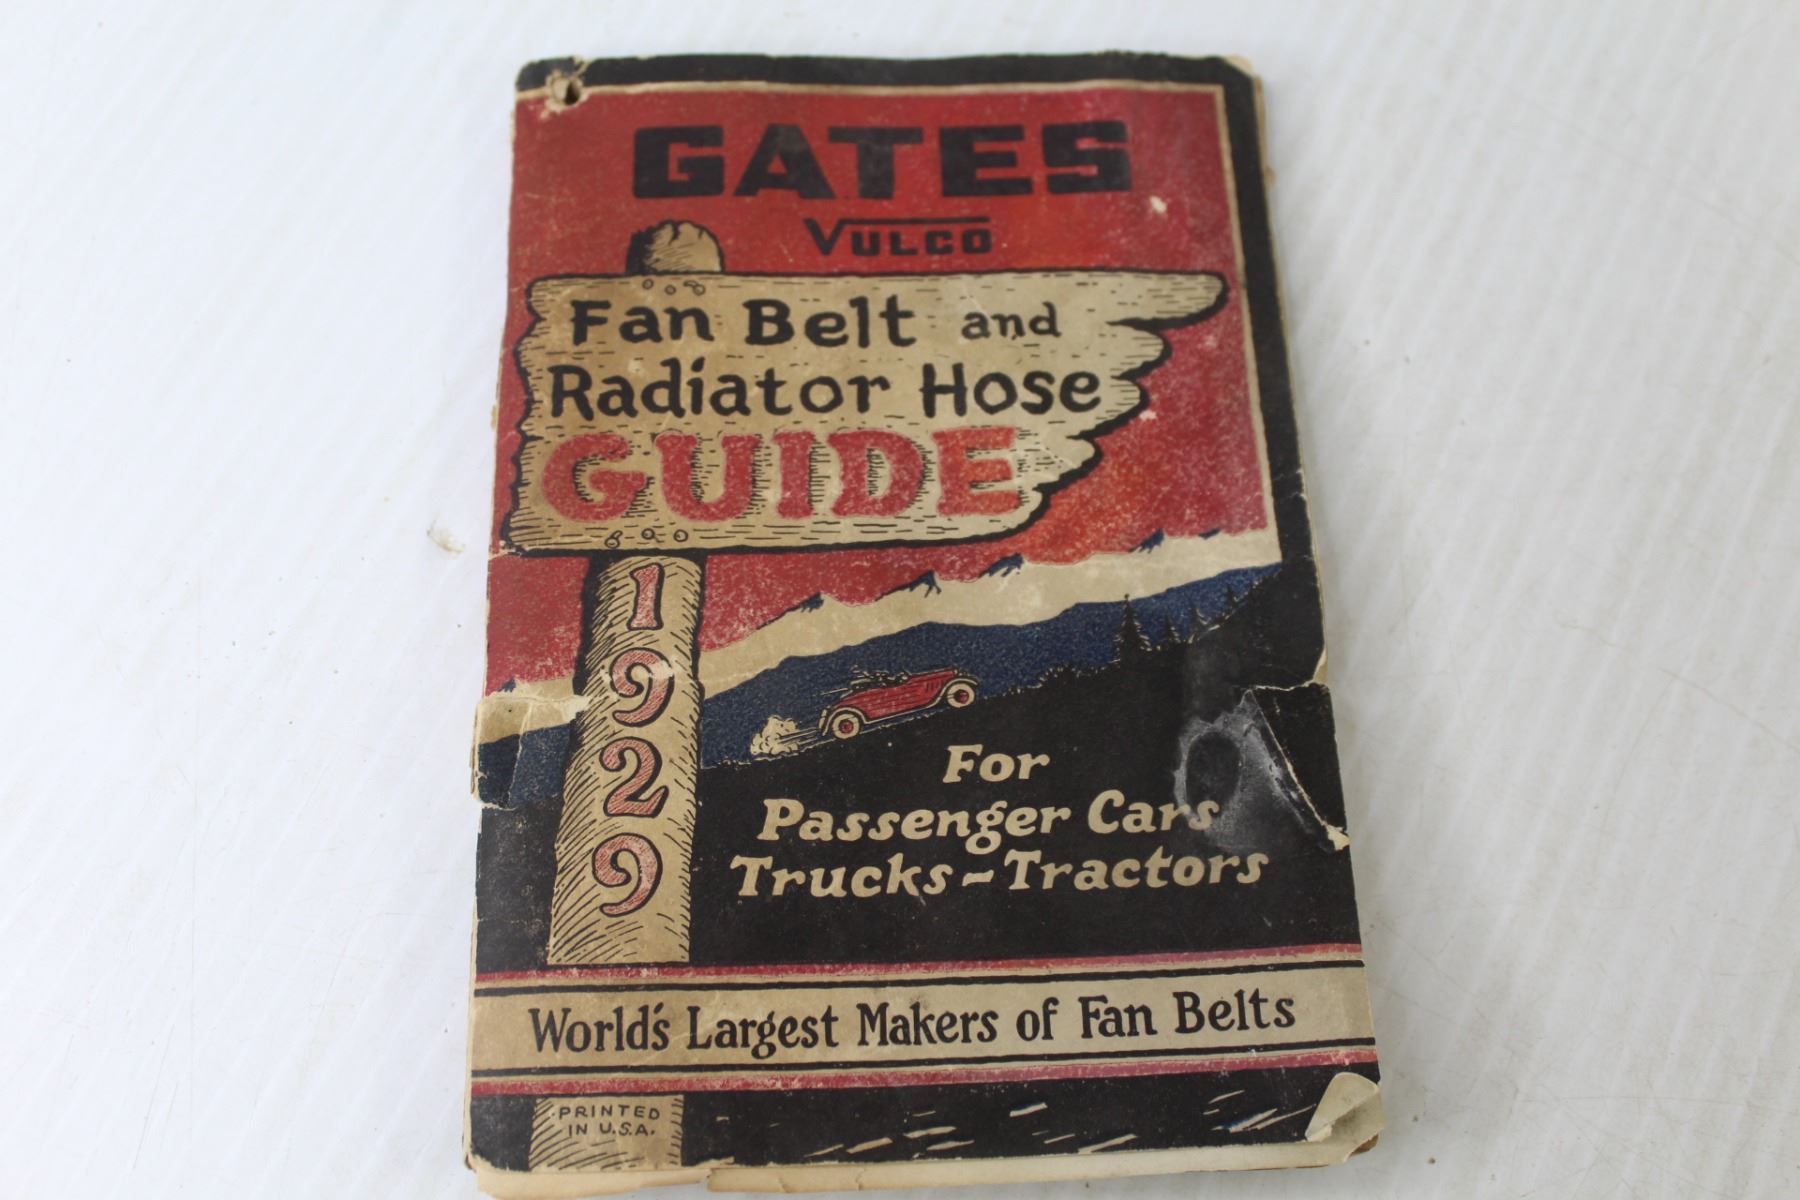 GATES
VULCO
Fan Belt and
Radiator Hose
GUIDE
1929
For
Passenger Cars
Trucks-Tractors
World's Largest Makers of Fan Belts
PRINTED
IN U.S.A.